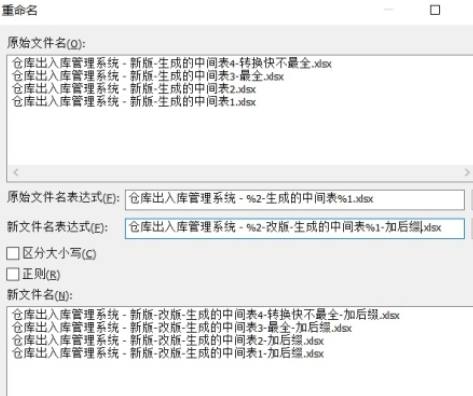 重命名
原始文件名(O):
仓库出入库管理系统 - 新版-生成的中间表4-转换快不最全.xlsx
仓库出入库管理系统 - 新版-生成的中间表3-最全.xlsx
仓库出入库管理系统 - 新版-生成的中间表2.xlsx
仓库出入库管理系统 - 新版-生成的中间表1.xlsx
原始文件名表达式(F): 仓库出入库管理系统 - %2-生成的中间表%1.xlsx
新文件名表达式(F): 仓库出入库管理系统 - %2-改版-生成的中间表%1-加后缀.xlsx
区分大小写(C)
正则(R)
新文件名(N):
仓库出入库管理系统 - 新版-改版-生成的中间表4-转换快不最全-加后缀.xlsx
仓库出入库管理系统 - 新版-改版-生成的中间表3-最全-加后缀.xlsx
仓库出入库管理系统 - 新版-改版-生成的中间表2-加后缀.xlsx
仓库出入库管理系统 - 新版-改版-生成的中间表1-加后缀.xlsx